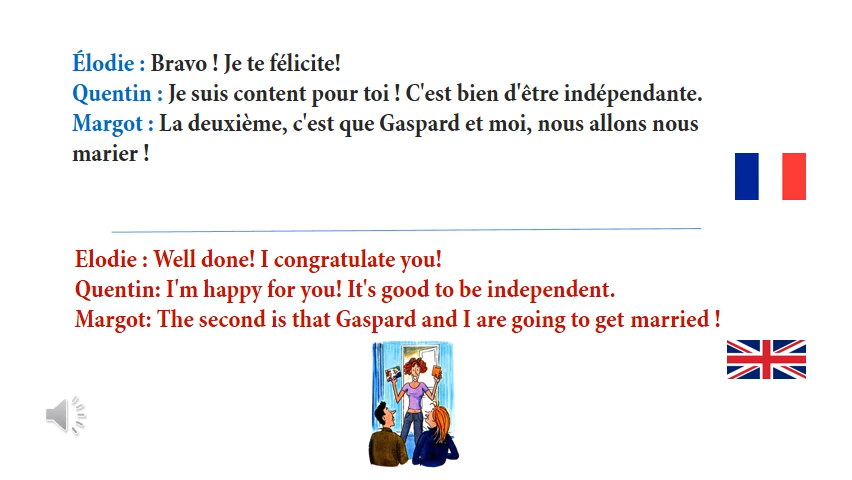 Élodie : Bravo ! Je te félicite!
Quentin : Je suis content pour toi ! C'est bien d'être indépendante.
Margot : La deuxième, c'est que Gaspard et moi, nous allons nous
marier !
Elodie : Well done! I congratulate you!
Quentin: I'm happy for you! It's good to be independent.
Margot: The second is that Gaspard and I are going to get married !